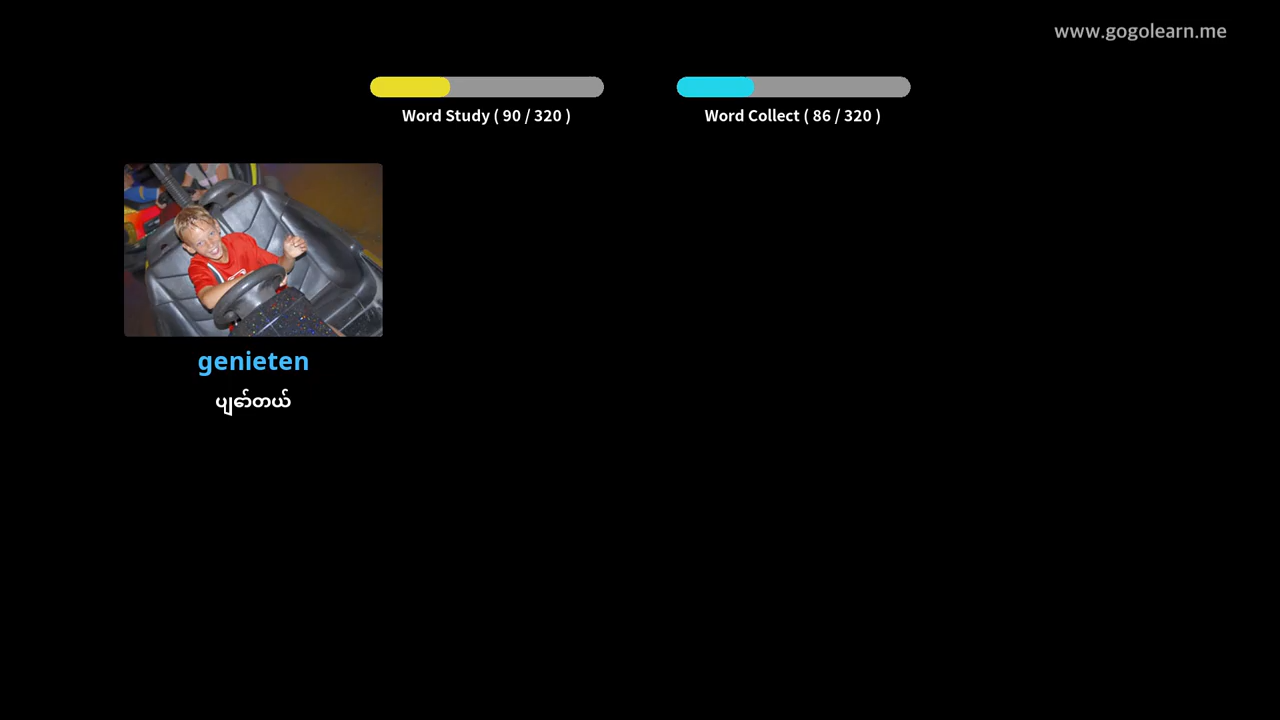 www.gogolearn.me
Word Study ( 90 / 320 )
Word Collect ( 86 / 320 )
genieten
ပျော်တယ်